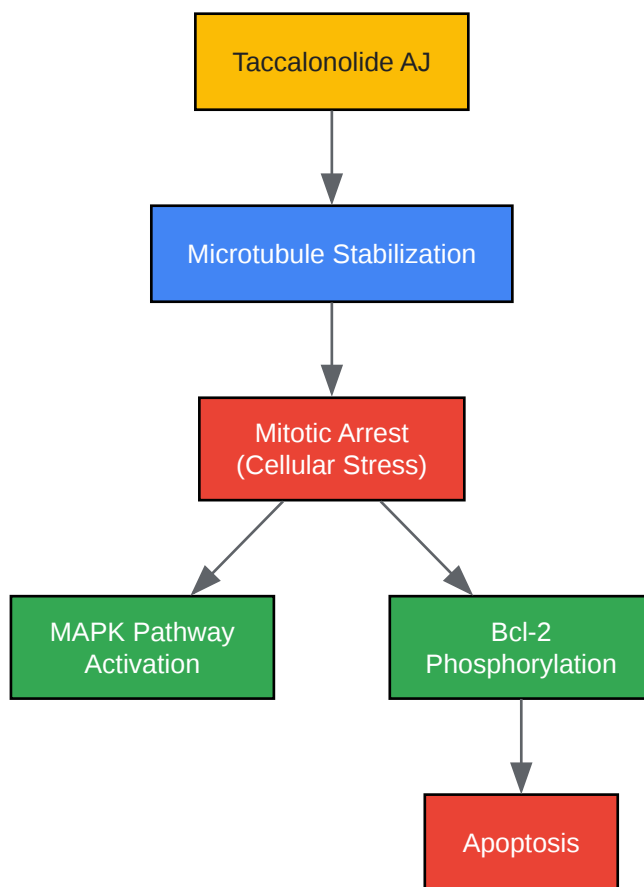 Taccalonolide AJ
Microtubule Stabilization
Mitotic Arrest
(Cellular Stress)
MAPK Pathway
Activation
Bcl-2
Phosphorylation
Apoptosis